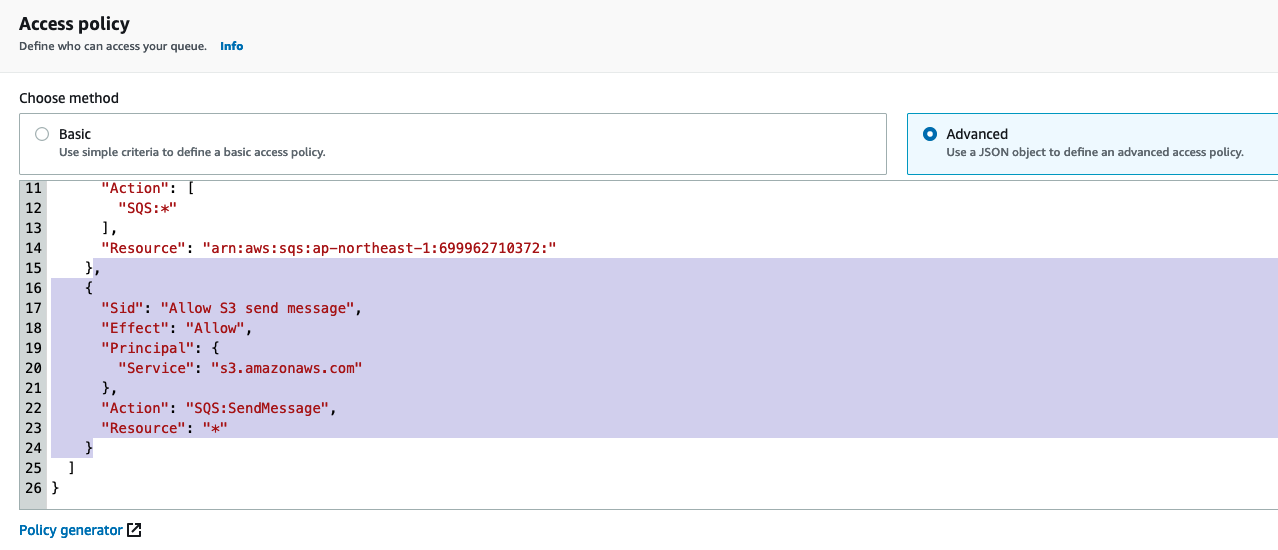 Access policy
Define who can access your queue. Info
Choose method
Basic
Use simple criteria to define a basic access policy.
Advanced
Use a JSON object to define an advanced access policy.
11 "Action": [
12 "SQS:*"
13 ],
14 "Resource": "arn:aws:sqs:ap-northeast-1:699962710372:"
15 },
16 {
17 "Sid": "Allow S3 send message",
18 "Effect": "Allow",
19 "Principal": {
20 "Service": "s3.amazonaws.com"
21 },
22 "Action": "SQS:SendMessage",
23 "Resource": "*"
24 }
25 ]
26 }
Policy generator